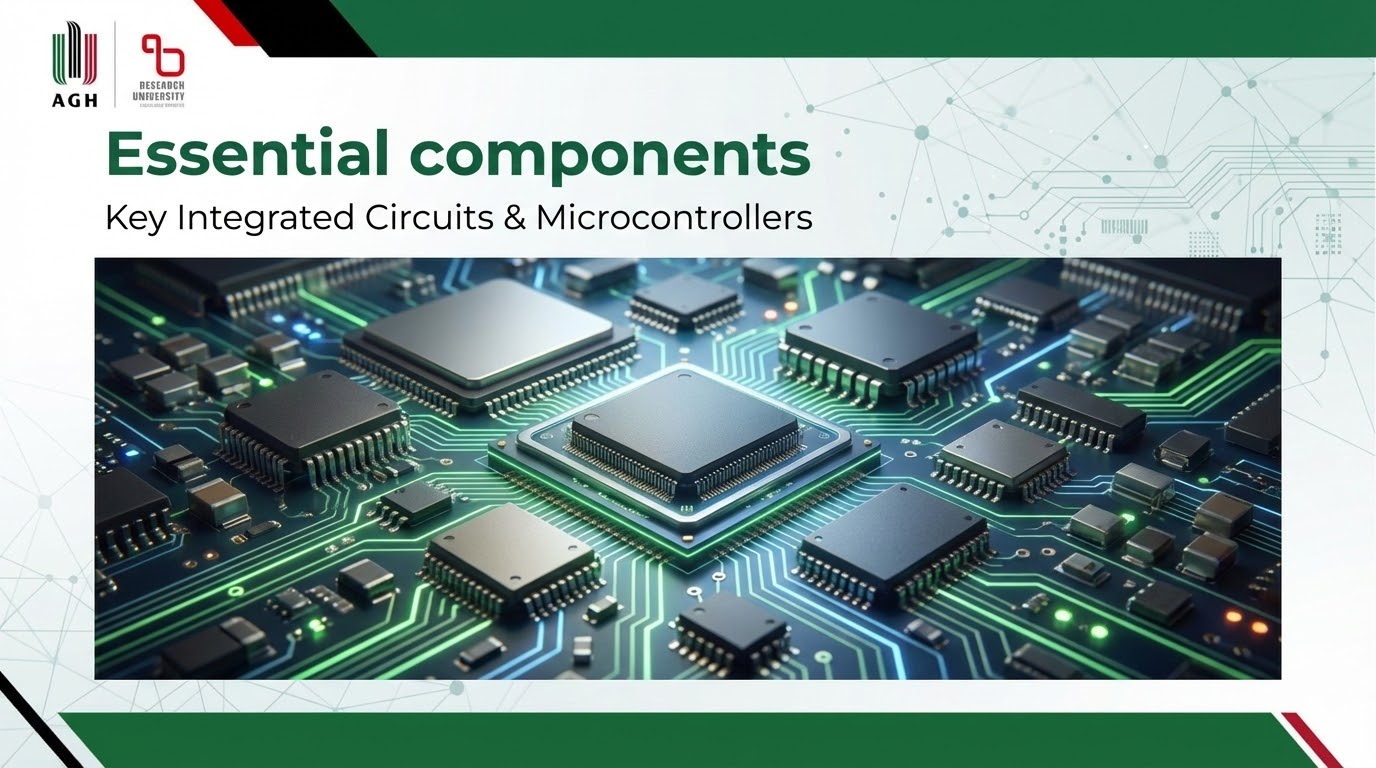 AGH
RESEARCH
UNIVERSITY
Essential components
Key Integrated Circuits & Microcontrollers